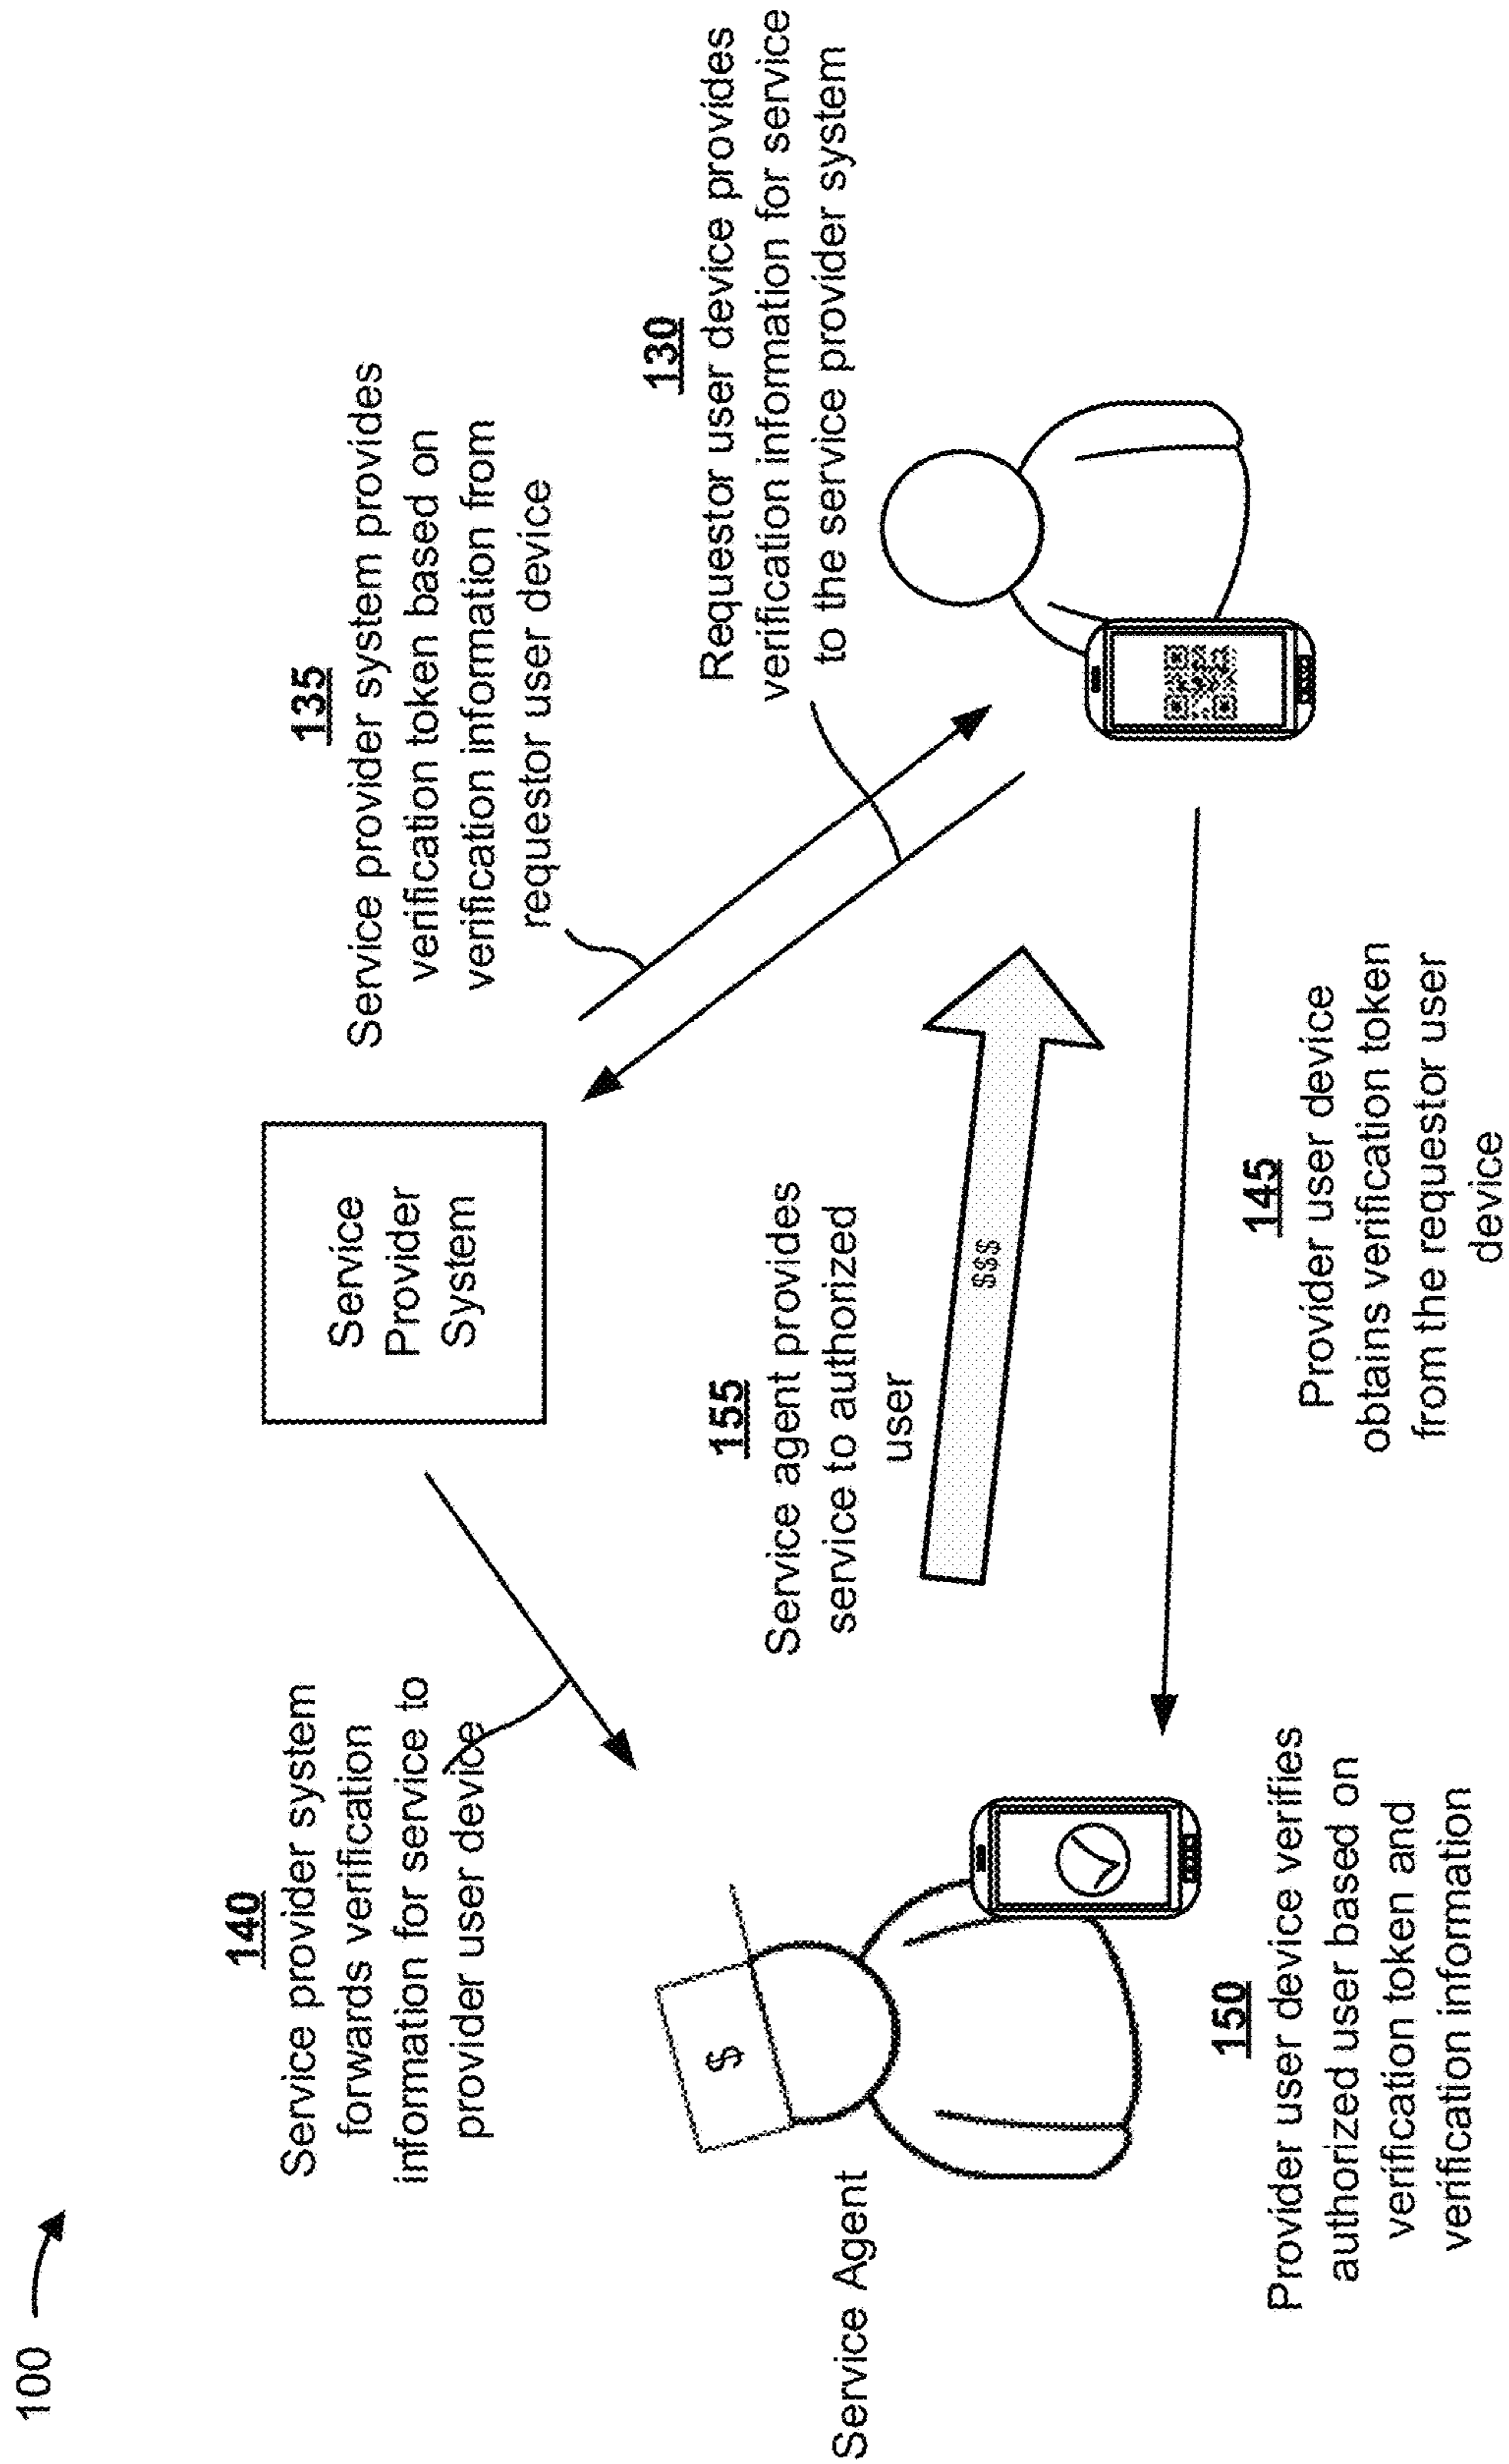 100
140
Service provider system
forwards verification
information for service to
provider user device
Service
Provider
System
135
Service provider system provides
verification token based on
verification information from
requestor user device
130
Requestor user device provides
verification information for service
to the service provider system
$
Service Agent
155
Service agent provides
service to authorized
user
$$$
150
Provider user device verifies
authorized user based on
verification token and
verification information
145
Provider user device
obtains verification token
from the requestor user
device